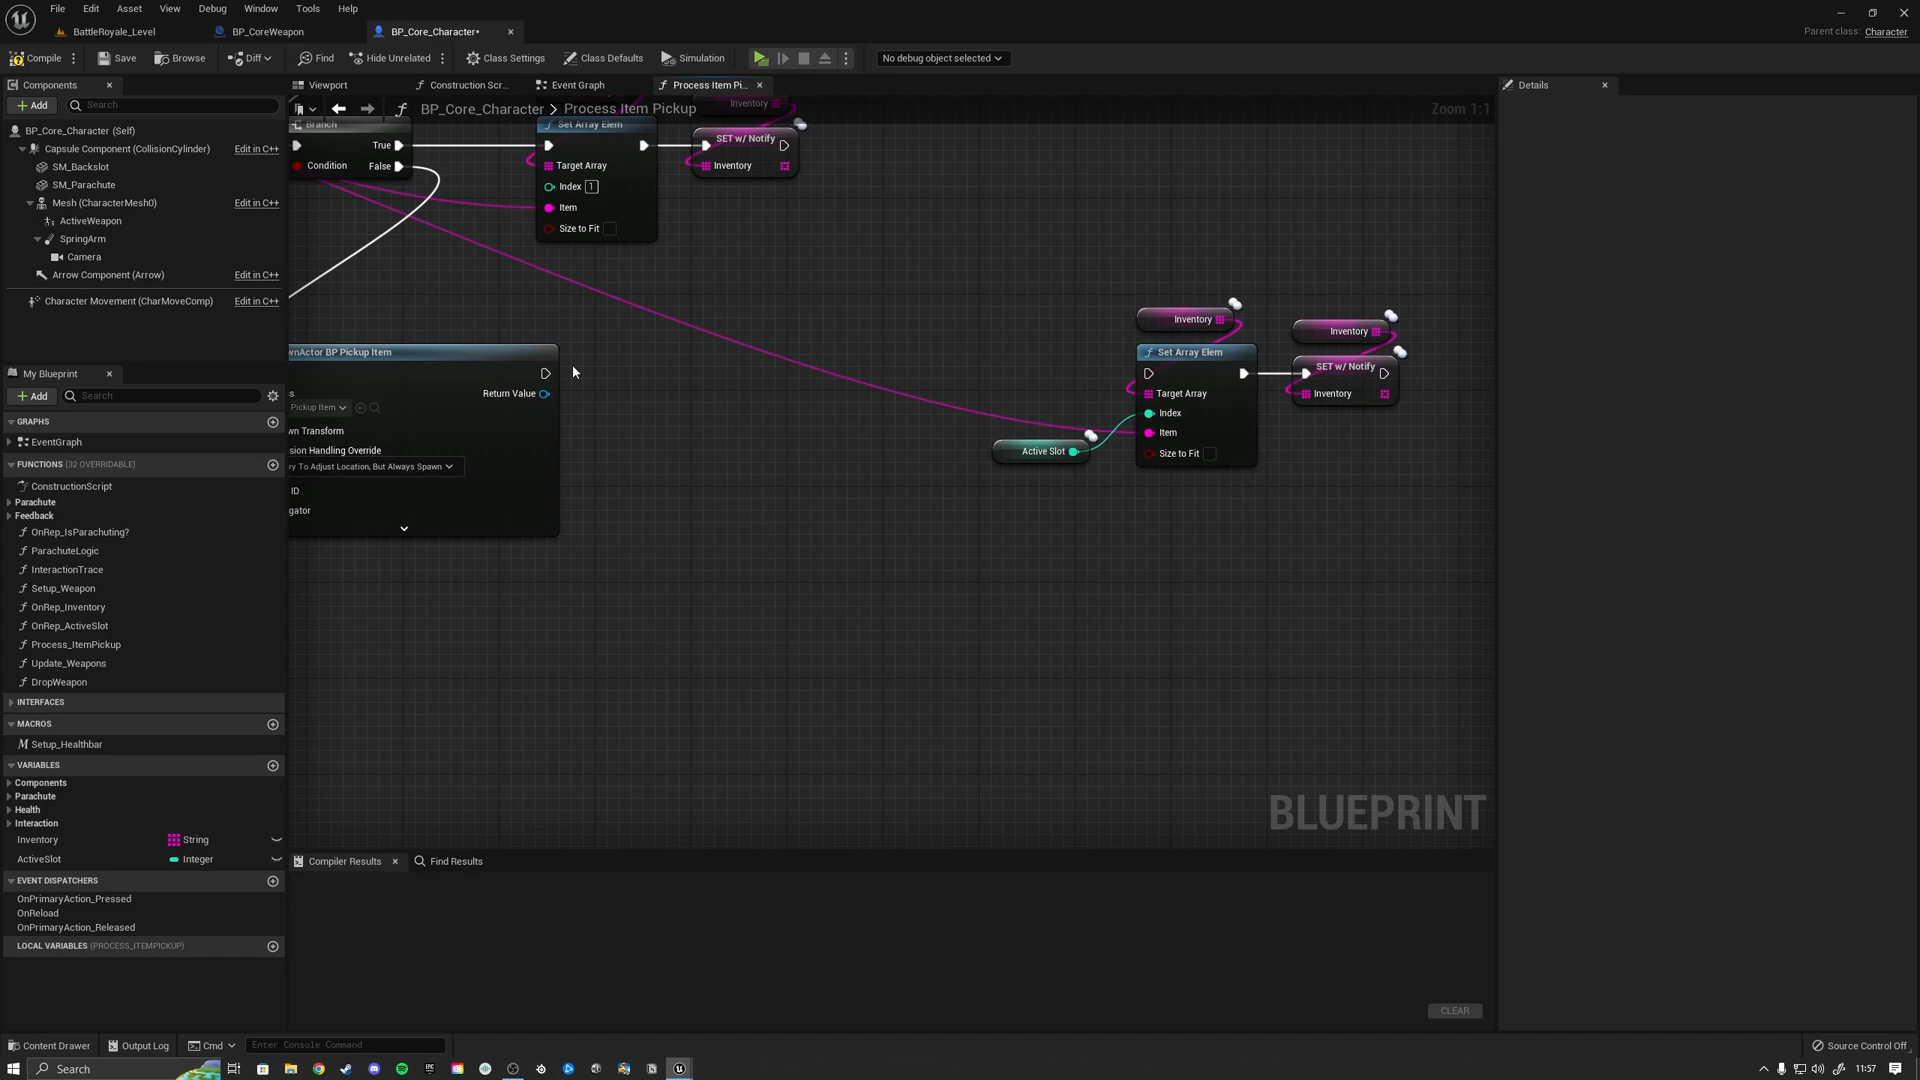 File Edit Asset View Debug Window Tools Help
BattleRoyale_Level BP_CoreWeapon BP_Core_Character*
Parent class: Character
Compile Save Browse Diff Find Hide Unrelated Class Settings Class Defaults Simulation No debug object selected
Components Viewport Construction Scr... Event Graph Process Item Pi... Details
Add Search
BP_Core_Character > Process Item Pickup Zoom 1:1
BP_Core_Character (Self)
Capsule Component (CollisionCylinder) Edit in C++
SM_Backslot
SM_Parachute
Mesh (CharacterMesh0) Edit in C++
ActiveWeapon
SpringArm
Camera
Arrow Component (Arrow) Edit in C++
Character Movement (CharMoveComp) Edit in C++
Branch
True
Condition False
Inventory
Set Array Elem
Target Array
Index 1
Item
Size to Fit
SET w/ Notify
Inventory
wnActor BP Pickup Item
Return Value
Pickup Item
wn Transform
sion Handling Override
ry To Adjust Location, But Always Spawn
ID
gator
Active Slot
Inventory
Set Array Elem
Target Array
Index
Item
Size to Fit
Inventory
SET w/ Notify
Inventory
BLUEPRINT
My Blueprint
Add Search
GRAPHS
EventGraph
FUNCTIONS (32 OVERRIDABLE)
ConstructionScript
Parachute
Feedback
OnRep_IsParachuting?
ParachuteLogic
InteractionTrace
Setup_Weapon
OnRep_Inventory
OnRep_ActiveSlot
Process_ItemPickup
Update_Weapons
DropWeapon
INTERFACES
MACROS
Setup_Healthbar
VARIABLES
Components
Parachute
Health
Interaction
Inventory String
ActiveSlot Integer
EVENT DISPATCHERS
OnPrimaryAction_Pressed
OnReload
OnPrimaryAction_Released
LOCAL VARIABLES (PROCESS_ITEMPICKUP)
Compiler Results Find Results
CLEAR
Content Drawer Output Log Cmd Enter Console Command Source Control Off
Search 11:57